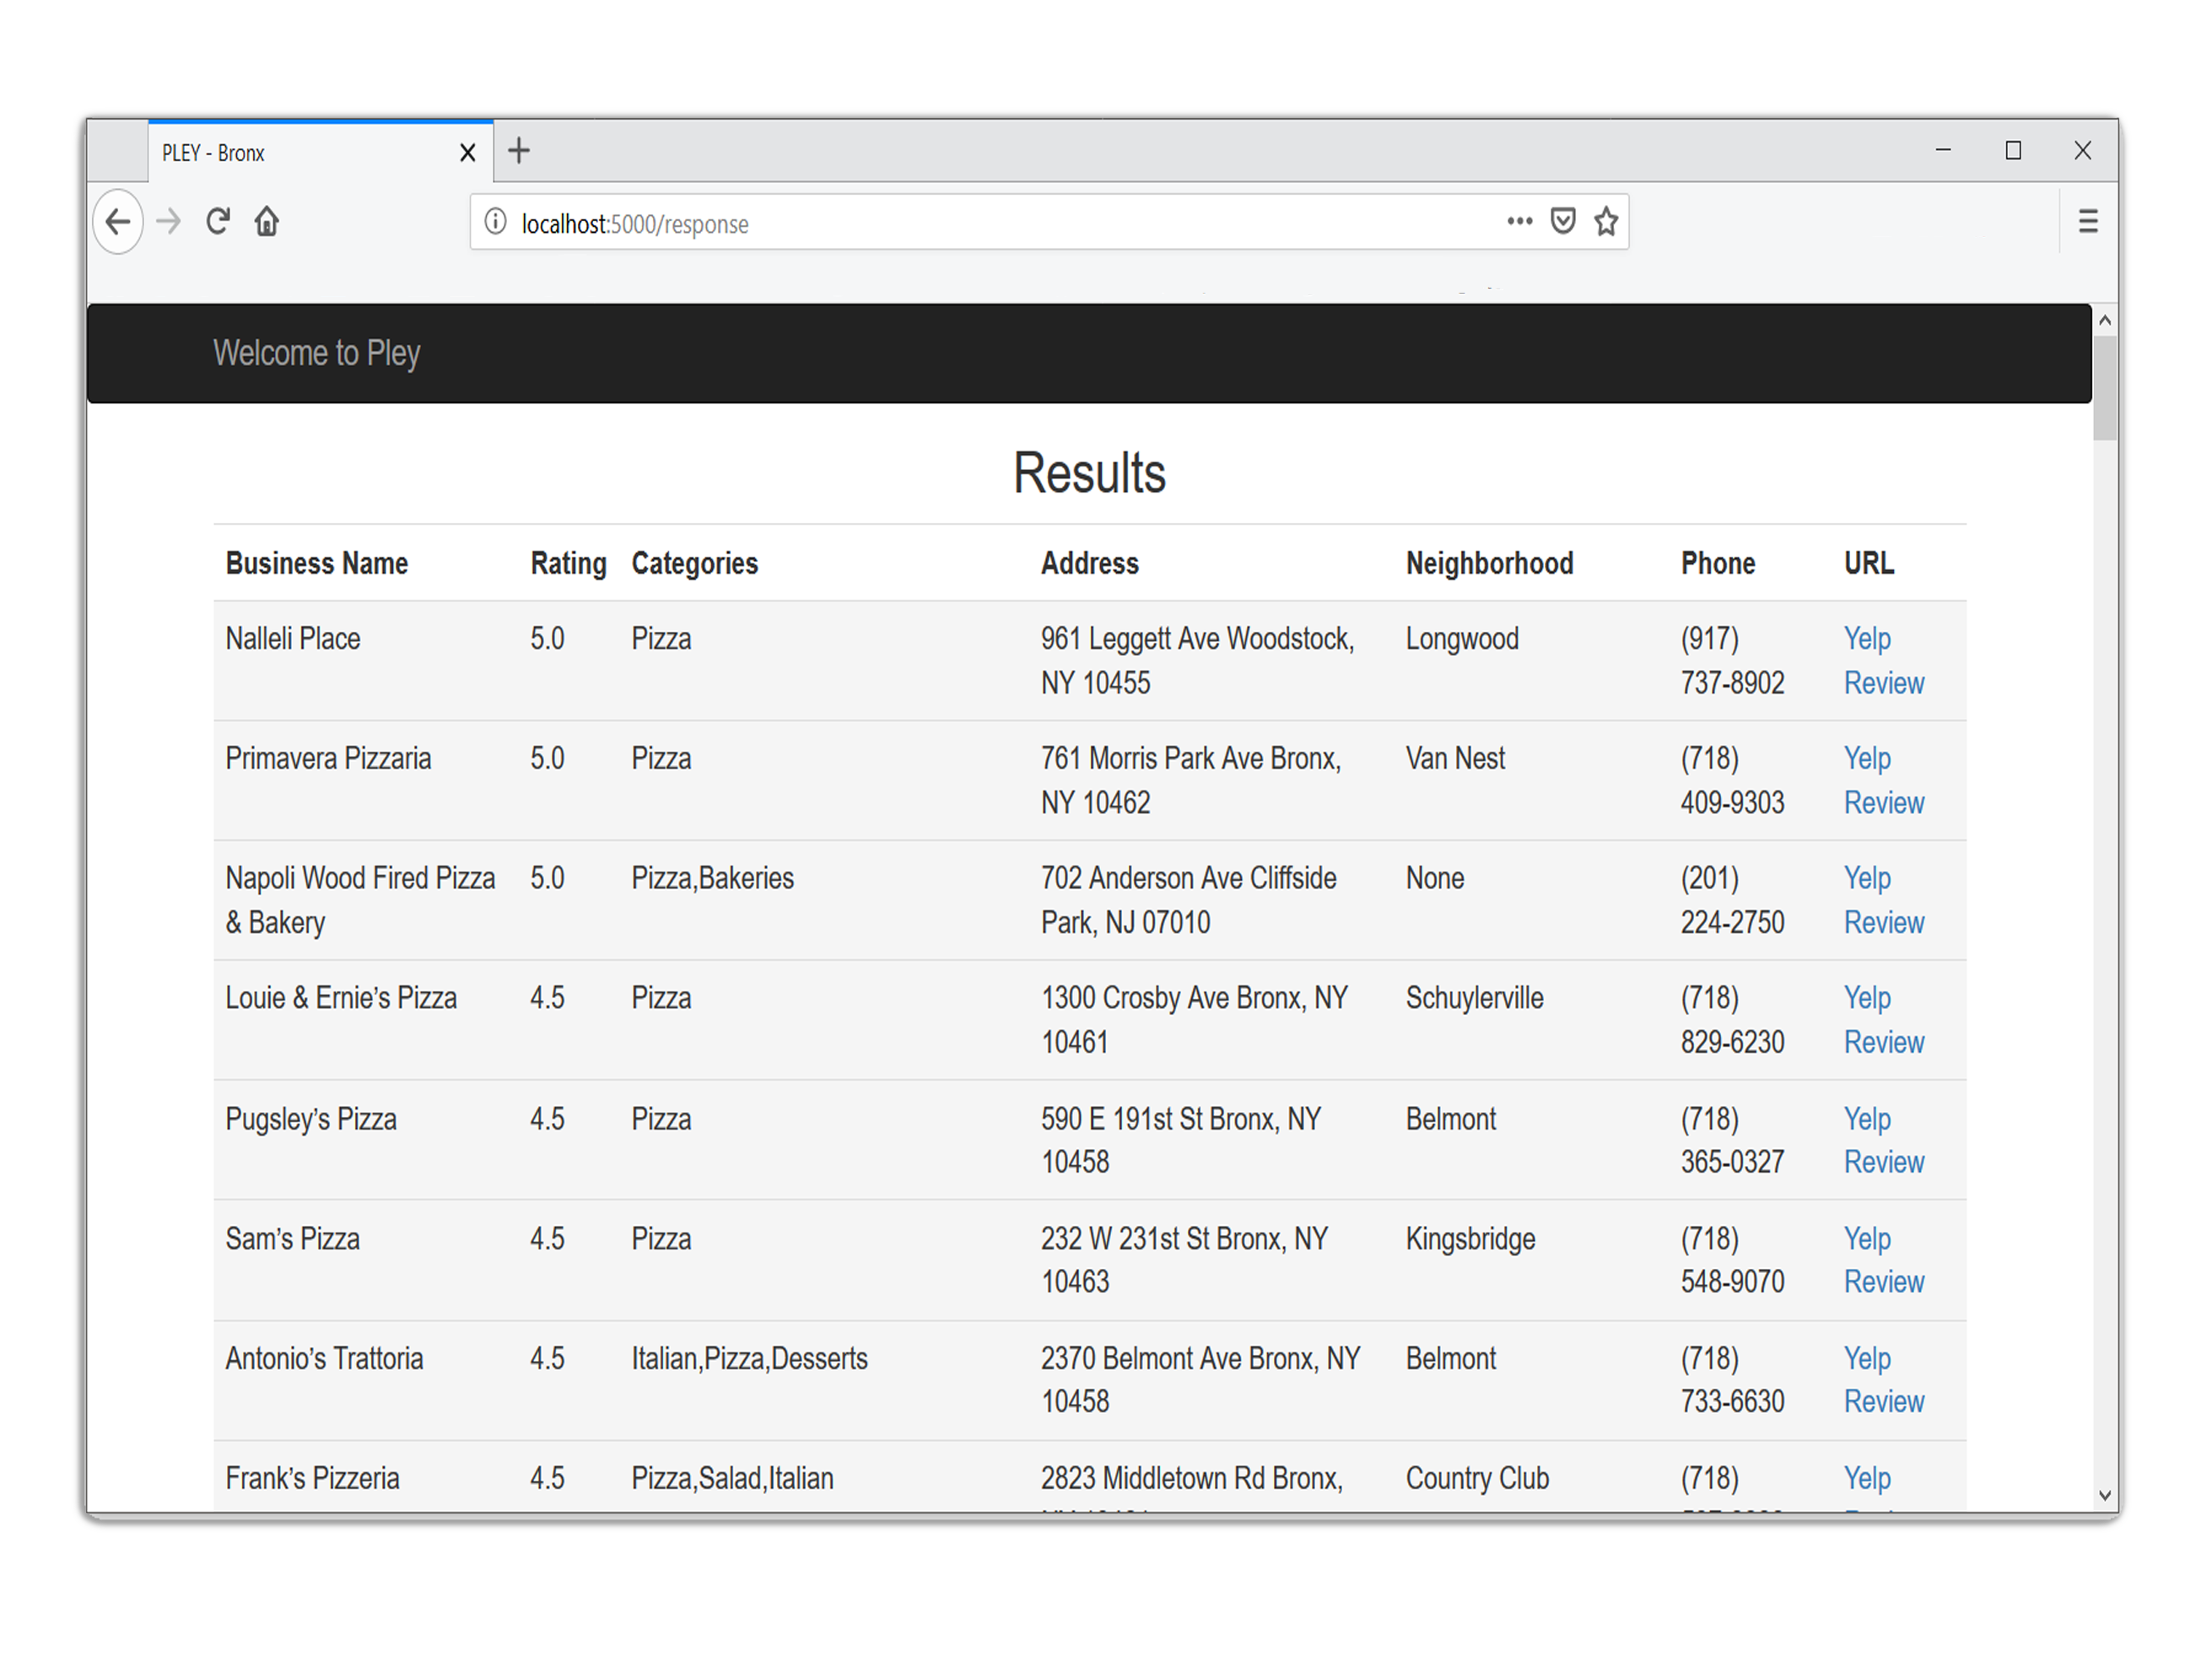 PLEY - Bronx
localhost:5000/response
Welcome to Pley
Results
Business Name Rating Categories Address Neighborhood Phone URL
Nalleli Place 5.0 Pizza 961 Leggett Ave Woodstock, Longwood (917) Yelp
NY 10455 737-8902 Review
Primavera Pizzaria 5.0 Pizza 761 Morris Park Ave Bronx, Van Nest (718) Yelp
NY 10462 409-9303 Review
Napoli Wood Fired Pizza 5.0 Pizza,Bakeries 702 Anderson Ave Cliffside None (201) Yelp
& Bakery Park, NJ 07010 224-2750 Review
Louie & Ernie’s Pizza 4.5 Pizza 1300 Crosby Ave Bronx, NY Schuylerville (718) Yelp
10461 829-6230 Review
Pugsley’s Pizza 4.5 Pizza 590 E 191st St Bronx, NY Belmont (718) Yelp
10458 365-0327 Review
Sam’s Pizza 4.5 Pizza 232 W 231st St Bronx, NY Kingsbridge (718) Yelp
10463 548-9070 Review
Antonio’s Trattoria 4.5 Italian,Pizza,Desserts 2370 Belmont Ave Bronx, NY Belmont (718) Yelp
10458 733-6630 Review
Frank’s Pizzeria 4.5 Pizza,Salad,Italian 2823 Middletown Rd Bronx, Country Club (718) Yelp